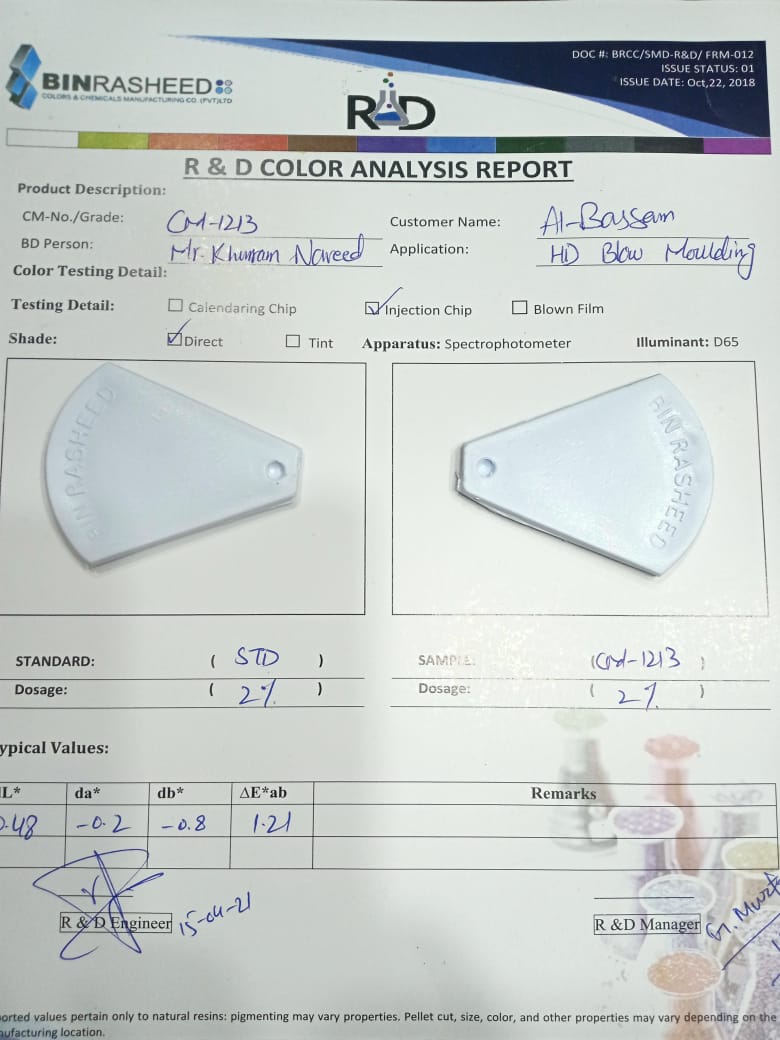 BINRASHEED
COLORS & CHEMICALS MANUFACTURING CO. (PVT)LTD
R&D
DOC #: BRCC/SMD-R&D/ FRM-012
ISSUE STATUS: 01
ISSUE DATE: Oct,22, 2018
R & D COLOR ANALYSIS REPORT
Product Description:
CM-No./Grade: CM-1213 Customer Name: Al-Bassam
BD Person: Mr. Khurram Naveed Application: HD Blow Moulding
Color Testing Detail:
Testing Detail: Calendaring Chip Injection Chip Blown Film
Shade: Direct Tint Apparatus: Spectrophotometer Illuminant: D65
BIN RASHEED
BIN RASHEED
STANDARD: ( STD ) SAMPLE: (CM-1213 )
Dosage: ( 2% ) Dosage: ( 2% )
ypical Values:
L* da* db* ΔE*ab Remarks
0.48 -0.2 -0.8 1.21
R & D Engineer 15-04-21 R &D Manager
orted values pertain only to natural resins: pigmenting may vary properties. Pellet cut, size, color, and other properties may vary depending on the
nufacturing location.